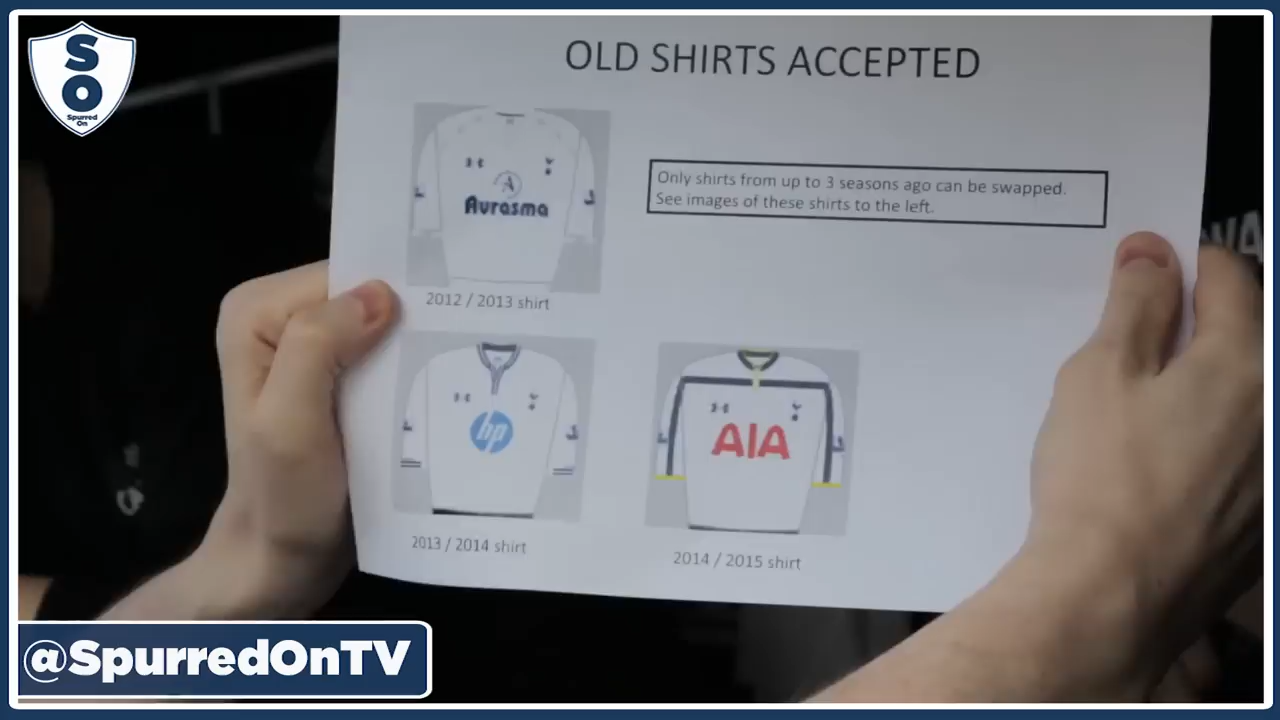 S
O
Spurred
On
OLD SHIRTS ACCEPTED
A
Aurasma
Only shirts from up to 3 seasons ago can be swapped.
See images of these shirts to the left.
2012 / 2013 shirt
hp
AIA
2013 / 2014 shirt
2014 / 2015 shirt
@SpurredOnTV